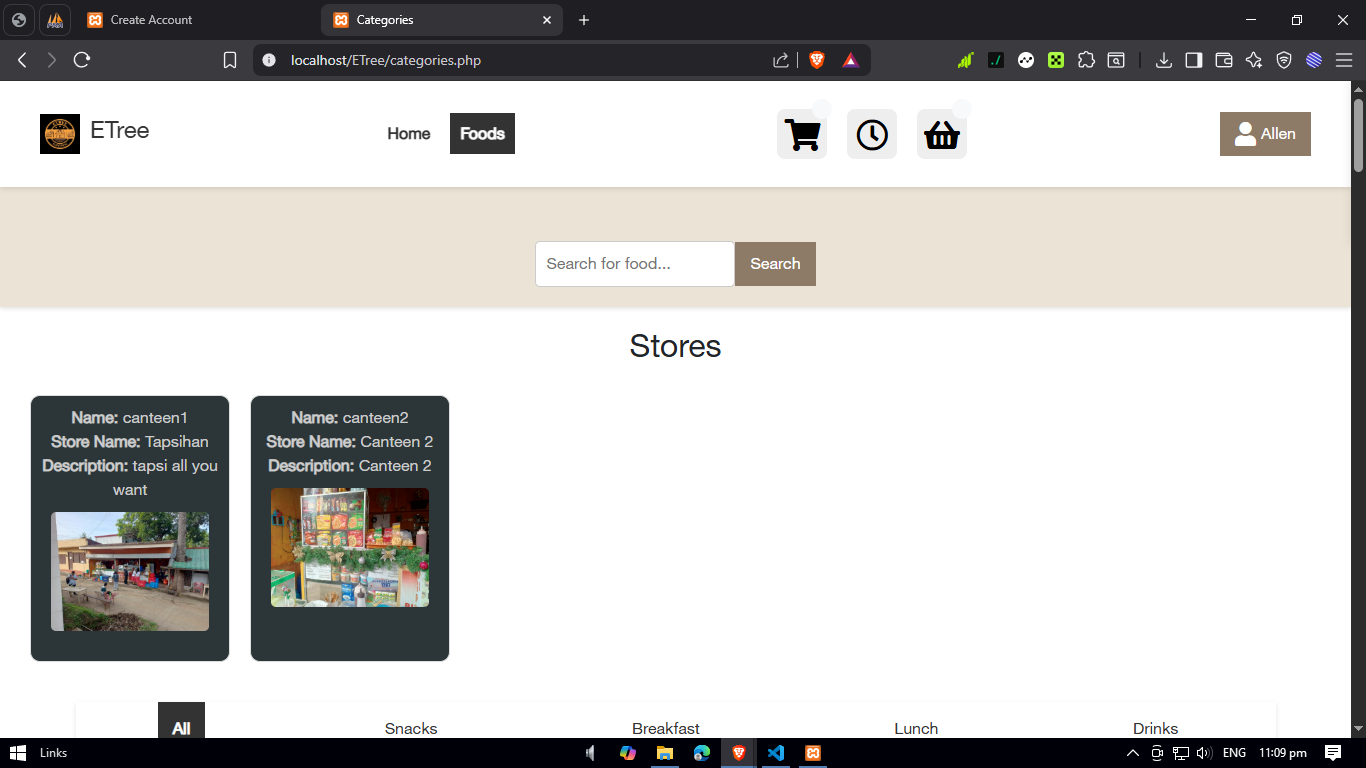 Create Account
Categories
localhost/ETree/categories.php
ETree
Home
Foods
Allen
Search for food...
Search
Stores
Name: canteen1
Store Name: Tapsihan
Description: tapsi all you
want
Name: canteen2
Store Name: Canteen 2
Description: Canteen 2
All
Snacks
Breakfast
Lunch
Drinks
Links
ENG
11:09 pm